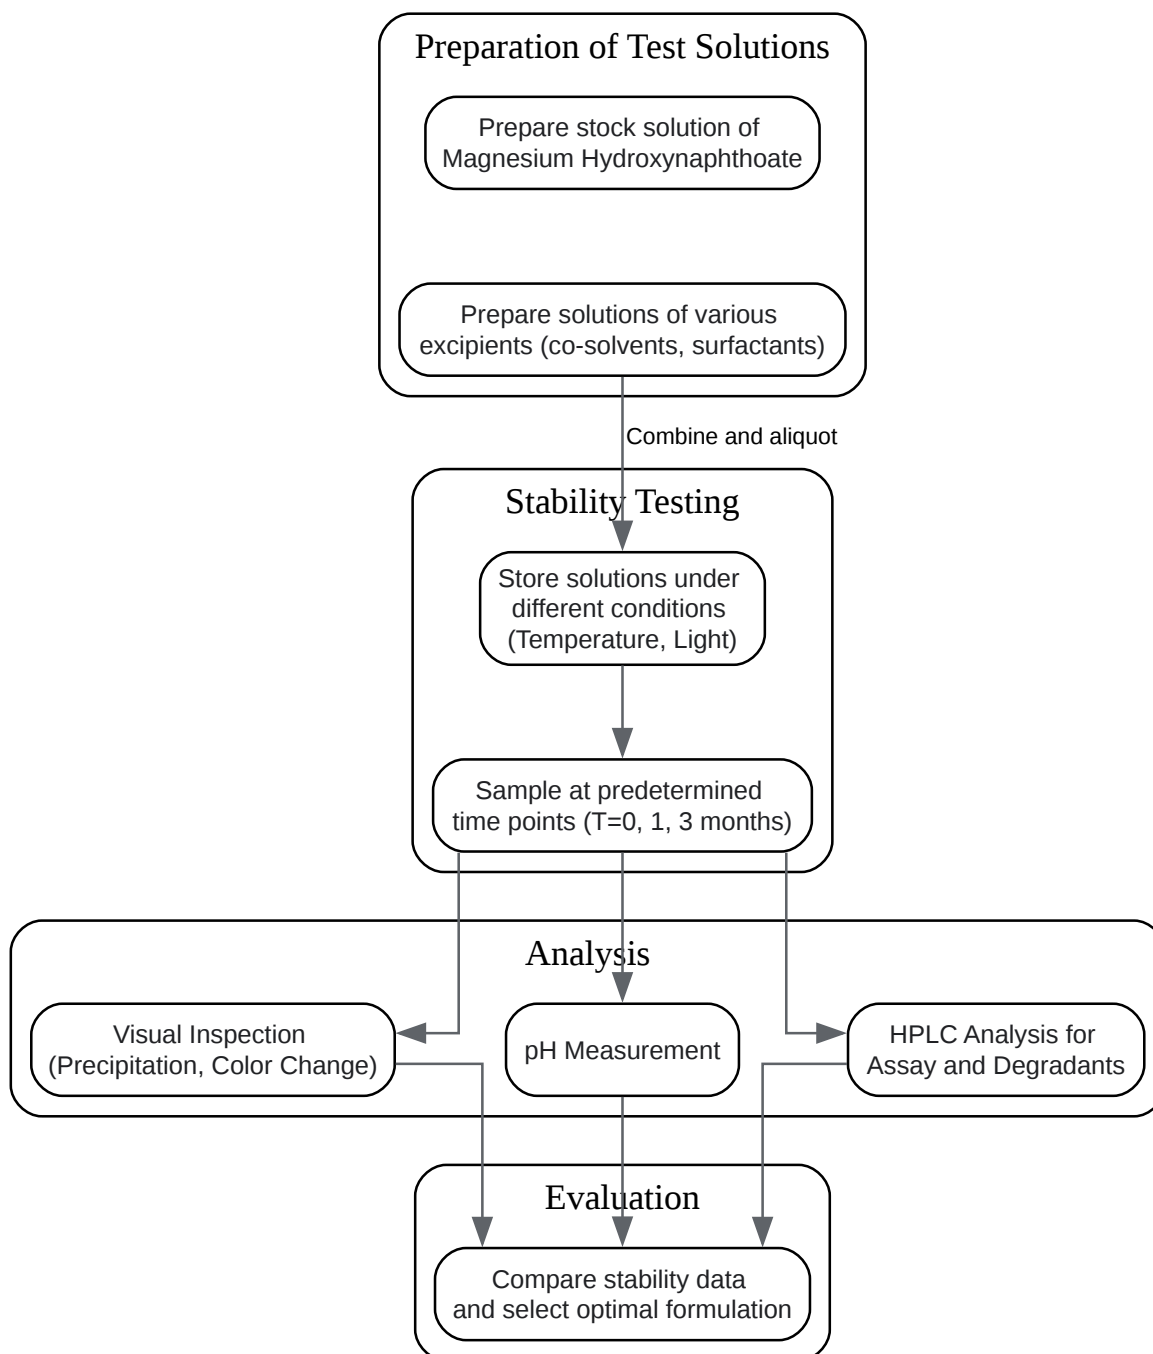 Preparation of Test Solutions
Prepare stock solution of
Magnesium Hydroxynaphthoate
Prepare solutions of various
excipients (co-solvents, surfactants)
Combine and aliquot
Stability Testing
Store solutions under
different conditions
(Temperature, Light)
Sample at predetermined
time points (T=0, 1, 3 months)
Analysis
Visual Inspection
(Precipitation, Color Change)
pH Measurement
HPLC Analysis for
Assay and Degradants
Evaluation
Compare stability data
and select optimal formulation